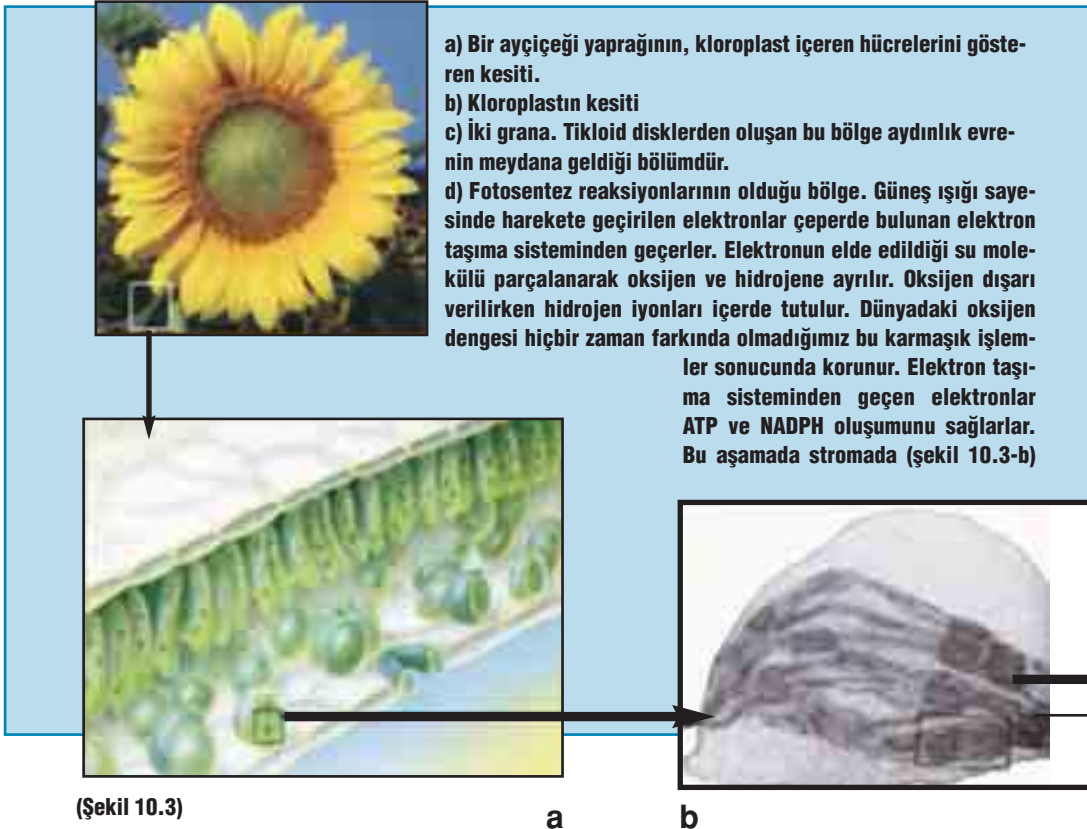 a) Bir ayçiçeği yaprağının, kloroplast içeren hücrelerini göste-
ren kesiti.
b) Kloroplastın kesiti
c) İki grana. Tikloid disklerden oluşan bu bölge aydınlık evre-
nin meydana geldiği bölümdür.
d) Fotosentez reaksiyonlarının olduğu bölge. Güneş ışığı saye-
sinde harekete geçirilen elektronlar çeperde bulunan elektron
taşıma sisteminden geçerler. Elektronun elde edildiği su mole-
külü parçalanarak oksijen ve hidrojene ayrılır. Oksijen dışarı
verilirken hidrojen iyonları içerde tutulur. Dünyadaki oksijen
dengesi hiçbir zaman farkında olmadığımız bu karmaşık işlem-
ler sonucunda korunur. Elektron taşı-
ma sisteminden geçen elektronlar
ATP ve NADPH oluşumunu sağlarlar.
Bu aşamada stromada (şekil 10.3-b)
(Şekil 10.3)
a
b